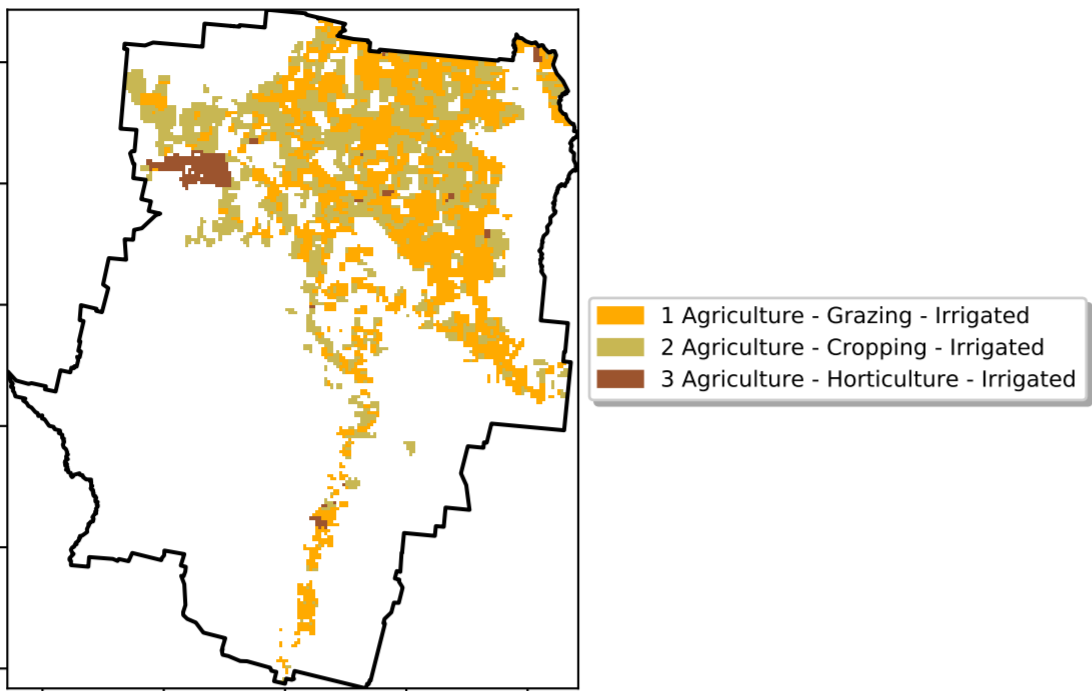 1 Agriculture - Grazing - Irrigated
2 Agriculture - Cropping - Irrigated
3 Agriculture - Horticulture - Irrigated